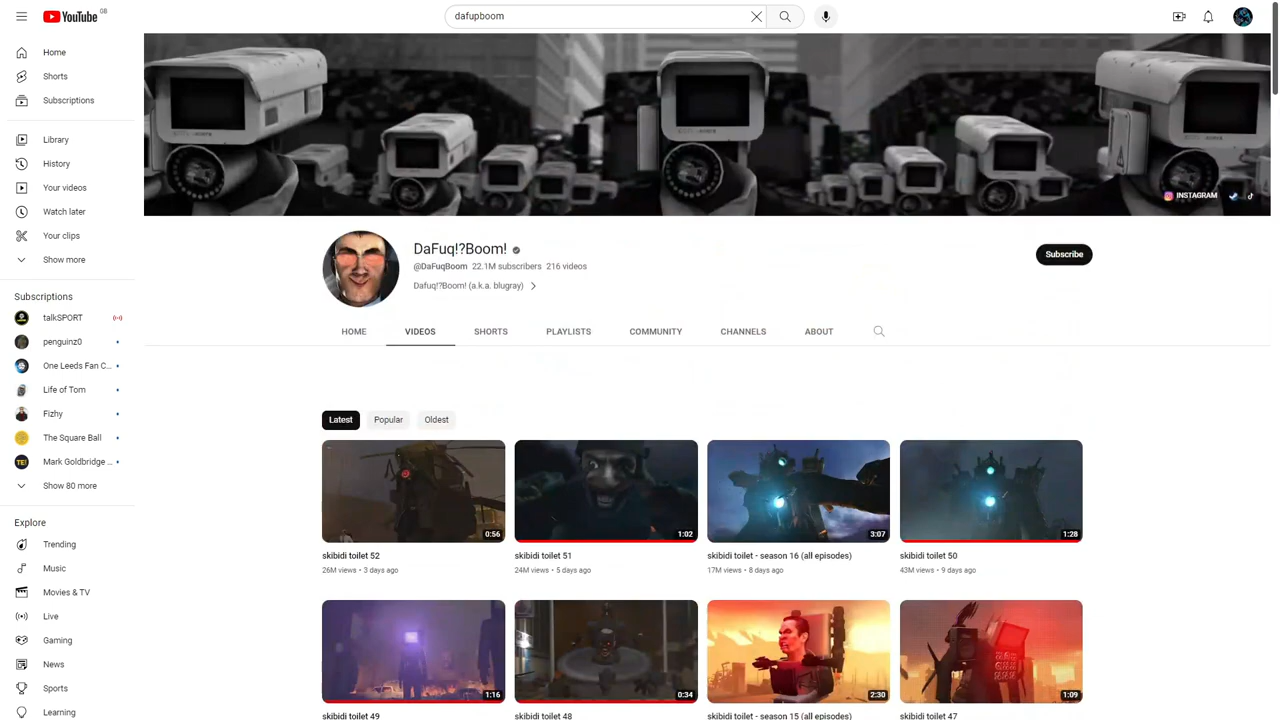 YouTube GB
dafupboom
Home
Shorts
Subscriptions
Library
History
Your videos
Watch later
Your clips
Show more
Subscriptions
talkSPORT
penguinz0
One Leeds Fan C...
Life of Tom
Fizhy
The Square Ball
Mark Goldbridge ...
Show 80 more
Explore
Trending
Music
Movies & TV
Live
Gaming
News
Sports
Learning
INSTAGRAM
DaFuq!?Boom!
@DaFuqBoom 22.1M subscribers 216 videos
Dafuq!?Boom! (a.k.a. blugray)
Subscribe
HOME VIDEOS SHORTS PLAYLISTS COMMUNITY CHANNELS ABOUT
Latest Popular Oldest
0:56 1:02 3:07 1:28
skibidi toilet 52 skibidi toilet 51 skibidi toilet - season 16 (all episodes) skibidi toilet 50
26M views • 3 days ago 24M views • 5 days ago 17M views • 8 days ago 43M views • 9 days ago
1:16 0:34 2:30 1:09
skibidi toilet 49 skibidi toilet 48 skibidi toilet - season 15 (all episodes) skibidi toilet 47